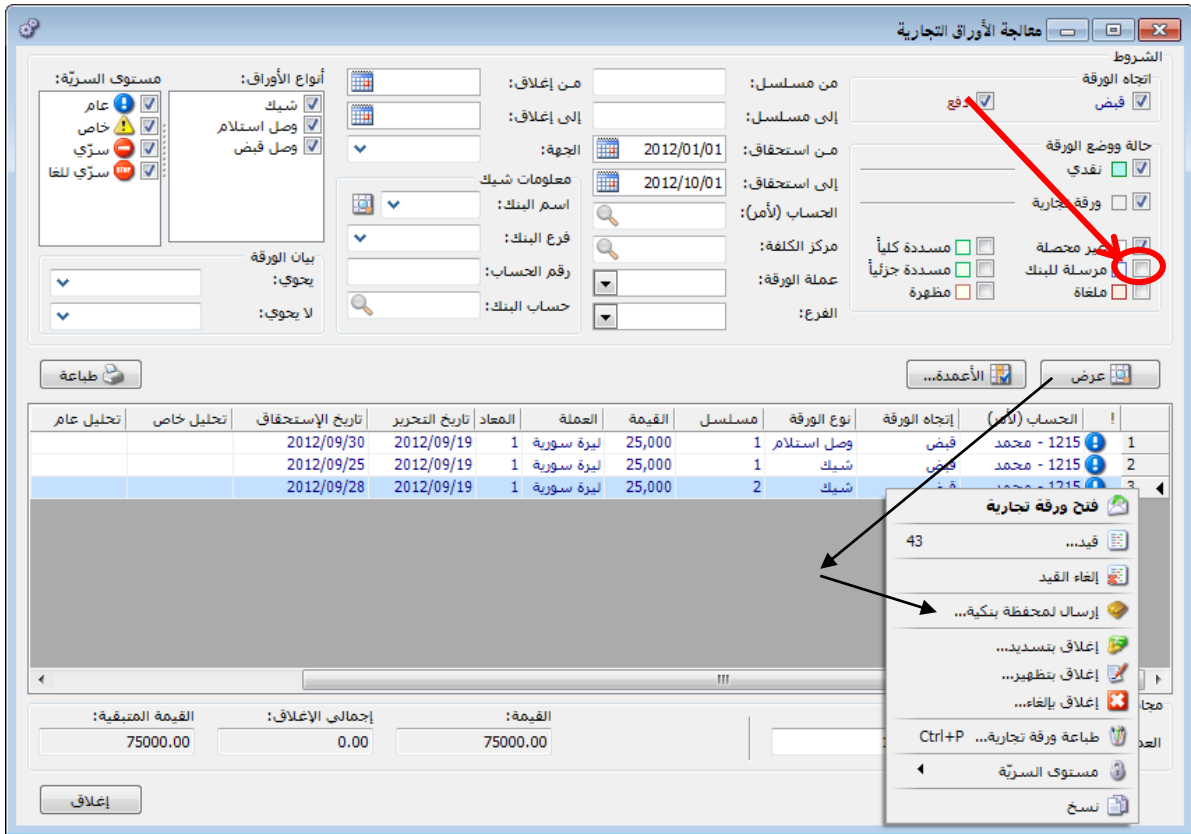 معالجة الأوراق التجارية
الشروط
اتجاه الورقة
قبض
دفع
حالة ووضع الورقة
نقدي
ورقة تجارية
غير محصلة
مسددة كلياً
مرسلة للبنك
مسددة جزئياً
ملغاة
مظهرة
من مسلسل:
إلى مسلسل:
من استحقاق: 2012/01/01
إلى استحقاق: 2012/10/01
الحساب (لأمر):
مركز الكلفة:
عملة الورقة:
الفرع:
من إغلاق:
إلى إغلاق:
الجهة:
معلومات شيك
اسم البنك:
فرع البنك:
رقم الحساب:
حساب البنك:
أنواع الأوراق:
شيك
وصل استلام
وصل قبض
مستوى السريّة:
عام
خاص
سرّي
سرّي للغا
بيان الورقة
يحوي:
لا يحوي:
عرض
الأعمدة...
طباعة
! الحساب (لأمر) إتجاه الورقة نوع الورقة مسلسل القيمة العملة المعاد تاريخ التحرير تاريخ الإستحقاق تحليل خاص تحليل عام
1 1215 - محمد قبض وصل استلام 1 25,000 ليرة سورية 1 2012/09/19 2012/09/30
2 1215 - محمد قبض شيك 1 25,000 ليرة سورية 1 2012/09/19 2012/09/25
3 1215 - محمد قبض شيك 2 25,000 ليرة سورية 1 2012/09/19 2012/09/28
فتح ورقة تجارية
قيد... 43
إلغاء القيد
إرسال لمحفظة بنكية...
إغلاق بتسديد...
إغلاق بتظهير...
إغلاق بإلغاء...
طباعة ورقة تجارية... Ctrl+P
مستوى السريّة
نسخ
القيمة: إجمالي الإغلاق: القيمة المتبقية:
75000.00 0.00 75000.00
إغلاق